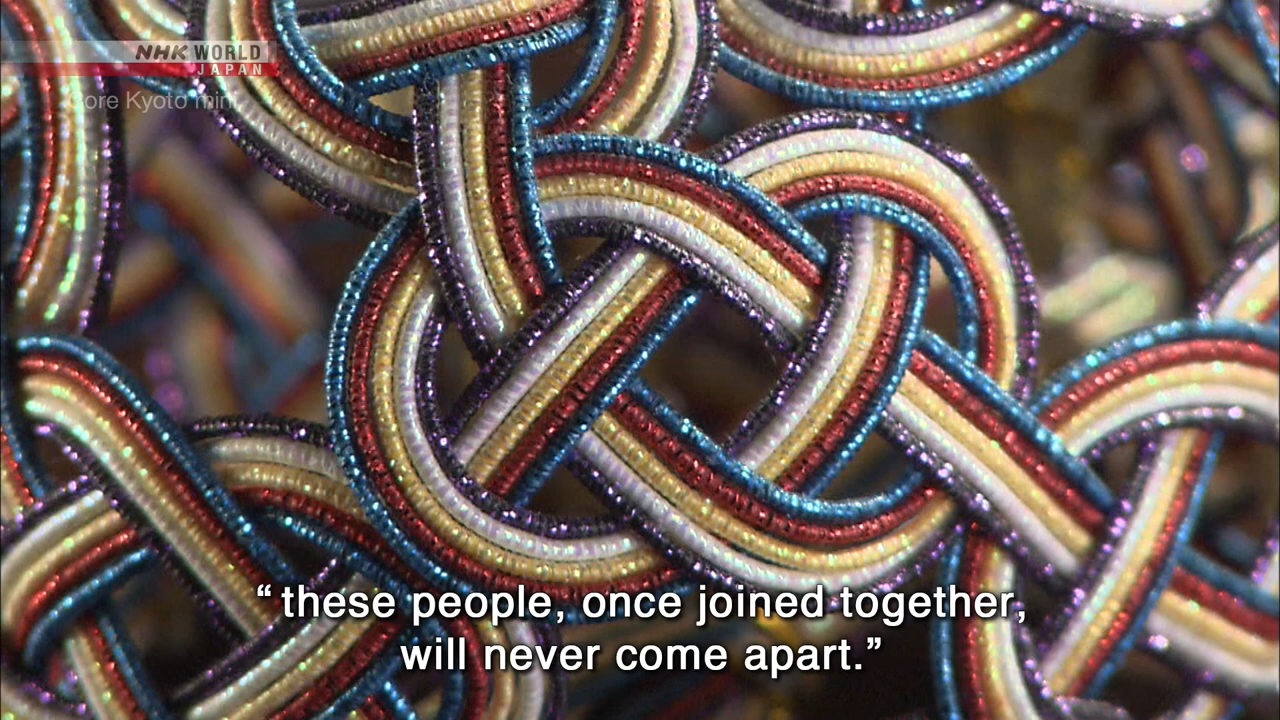 NHK WORLD
JAPAN
Core Kyoto mini
“these people, once joined together,
will never come apart.”